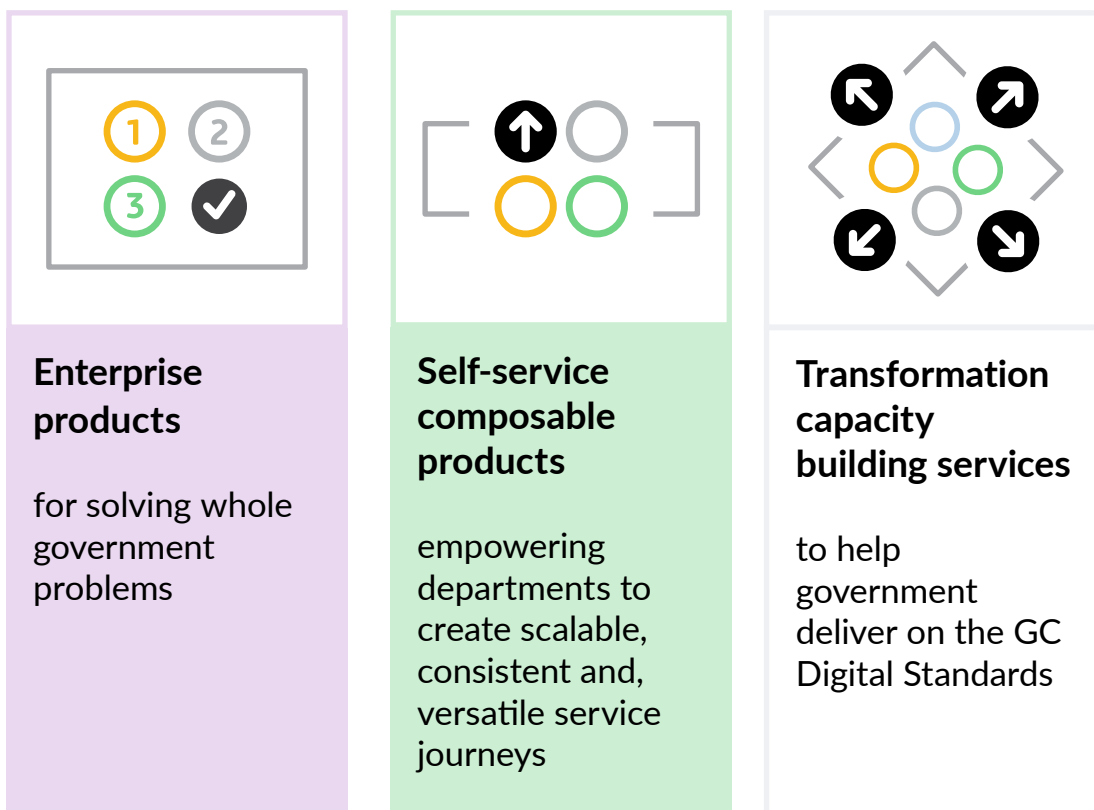 1
2
3
Enterprise
products
for solving whole
government
problems
Self-service
composable
products
empowering
departments to
create scalable,
consistent and,
versatile service
journeys
Transformation
capacity
building services
to help
government
deliver on the GC
Digital Standards